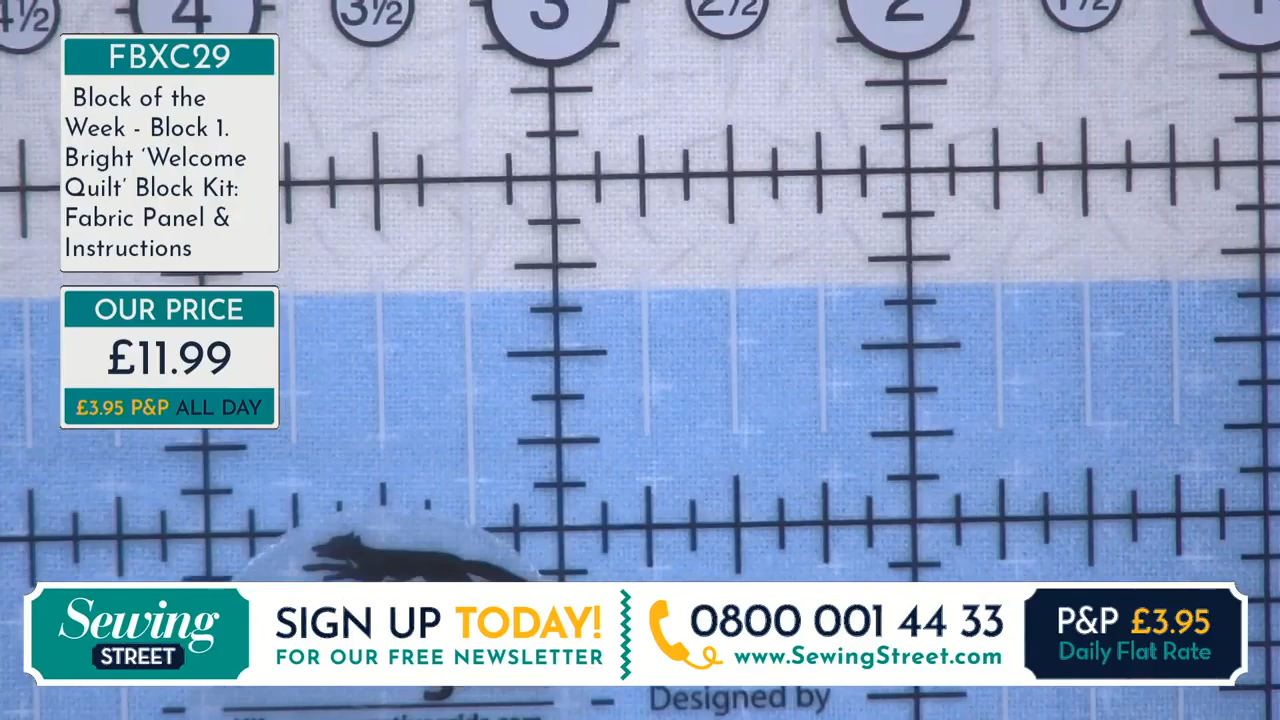 4½ 4 3½ 3 2½ 2 1½ 1
FBXC29
Block of the
Week - Block 1.
Bright ‘Welcome
Quilt’ Block Kit:
Fabric Panel &
Instructions
OUR PRICE
£11.99
£3.95 P&P ALL DAY
Sewing
STREET
SIGN UP TODAY!
FOR OUR FREE NEWSLETTER
0800 001 44 33
www.SewingStreet.com
P&P £3.95
Daily Flat Rate
Designed by